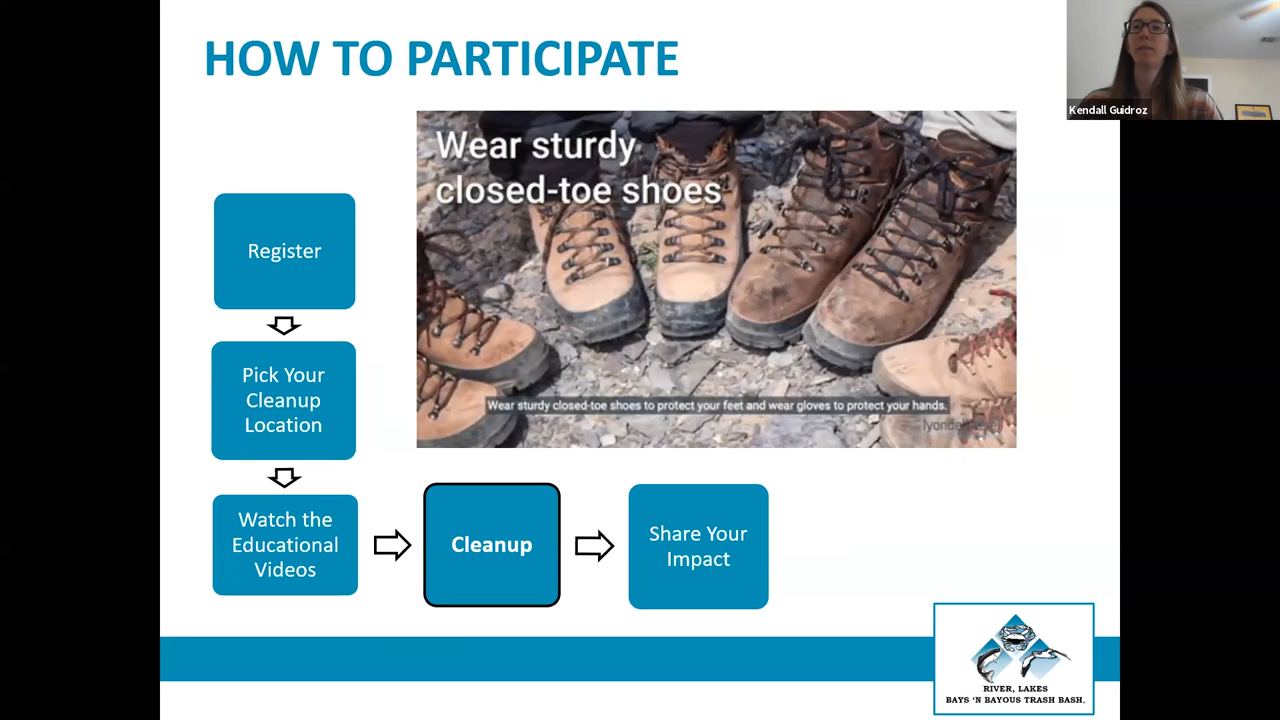 HOW TO PARTICIPATE
Kendall Guidroz
Wear sturdy
closed-toe shoes
Register
Pick Your
Cleanup
Location
Wear sturdy closed-toe shoes to protect your feet and wear gloves to protect your hands.
Watch the
Educational
Videos
Cleanup
Share Your
Impact
RIVER, LAKES
BAYS 'N BAYOUS TRASH BASH®